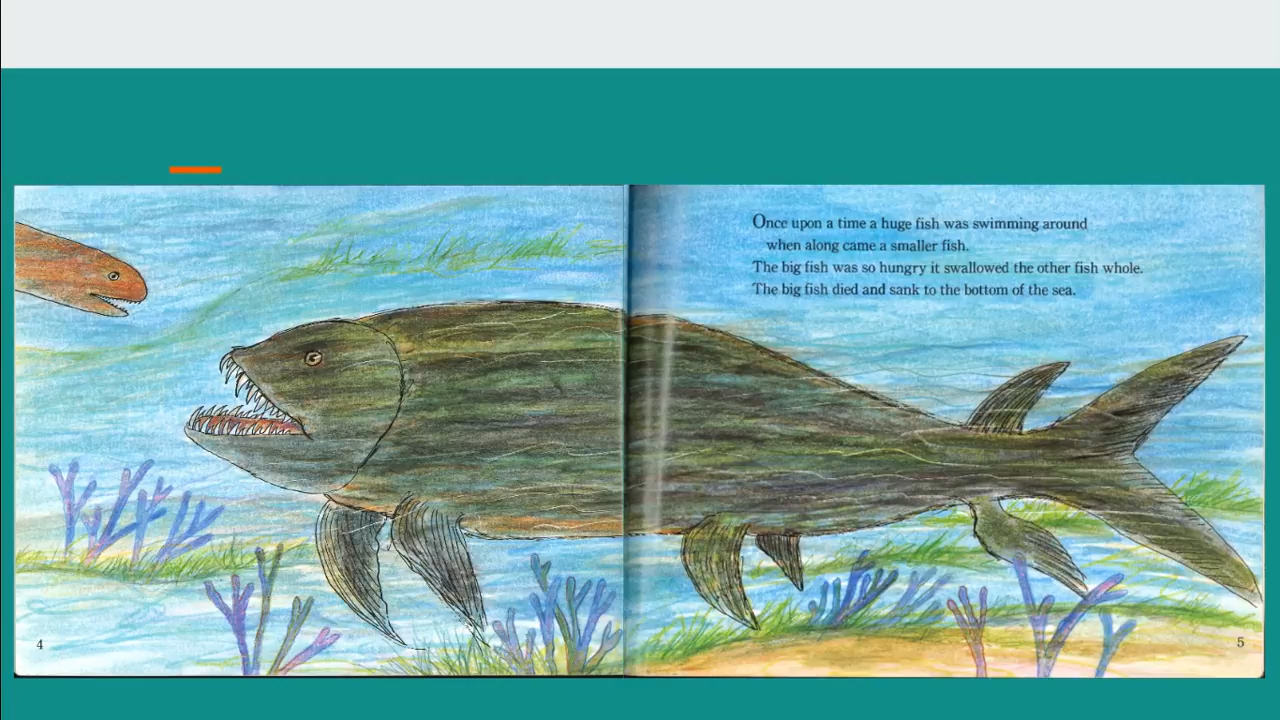 Once upon a time a huge fish was swimming around
when along came a smaller fish.
The big fish was so hungry it swallowed the other fish whole.
The big fish died and sank to the bottom of the sea.
4
5